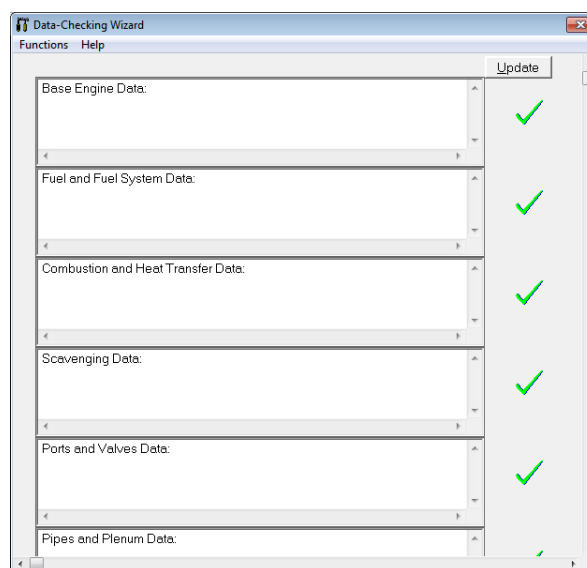 Data-Checking Wizard
Functions Help
Update
Base Engine Data:
Fuel and Fuel System Data:
Combustion and Heat Transfer Data:
Scavenging Data:
Ports and Valves Data:
Pipes and Plenum Data: